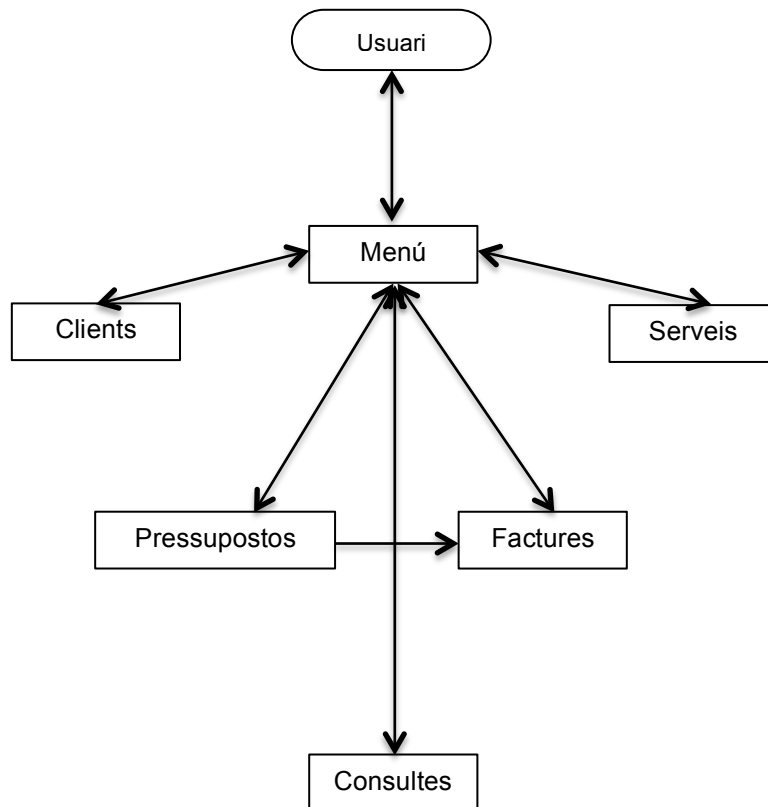 Usuari
Menú
Clients
Serveis
Pressupostos
Factures
Consultes